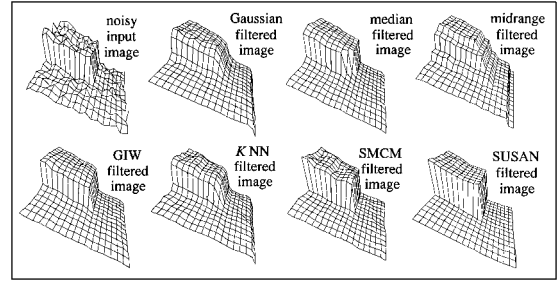 noisy
input
image
Gaussian
filtered
image
median
filtered
image
midrange
filtered
image
GIW
filtered
image
K NN
filtered
image
SMCM
filtered
image
SUSAN
filtered
image